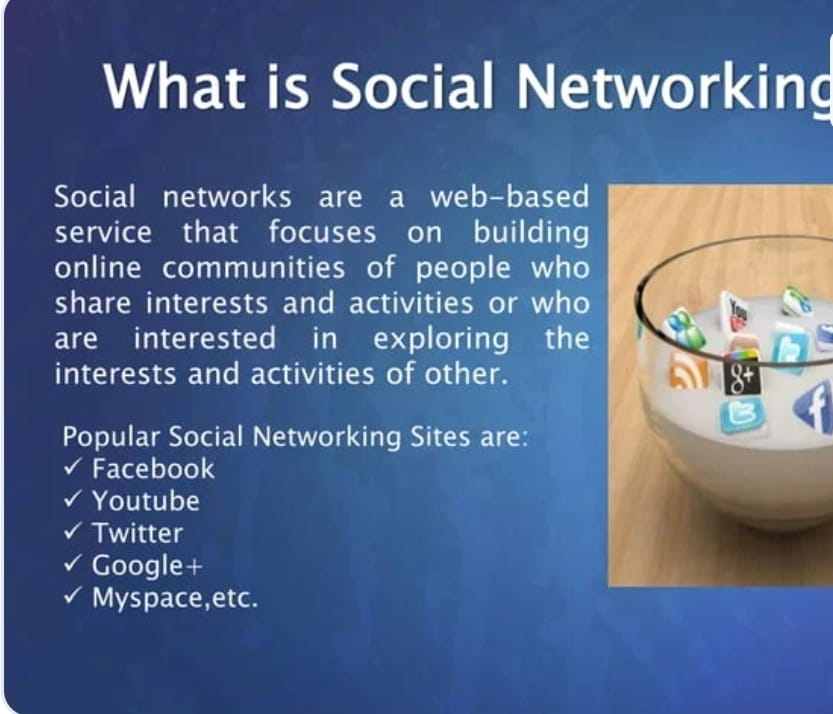 What is Social Networking
Social networks are a web-based
service that focuses on building
online communities of people who
share interests and activities or who
are interested in exploring the
interests and activities of other.
Popular Social Networking Sites are:
✓ Facebook
✓ Youtube
✓ Twitter
✓ Google+
✓ Myspace,etc.
You
g+
t
t
f